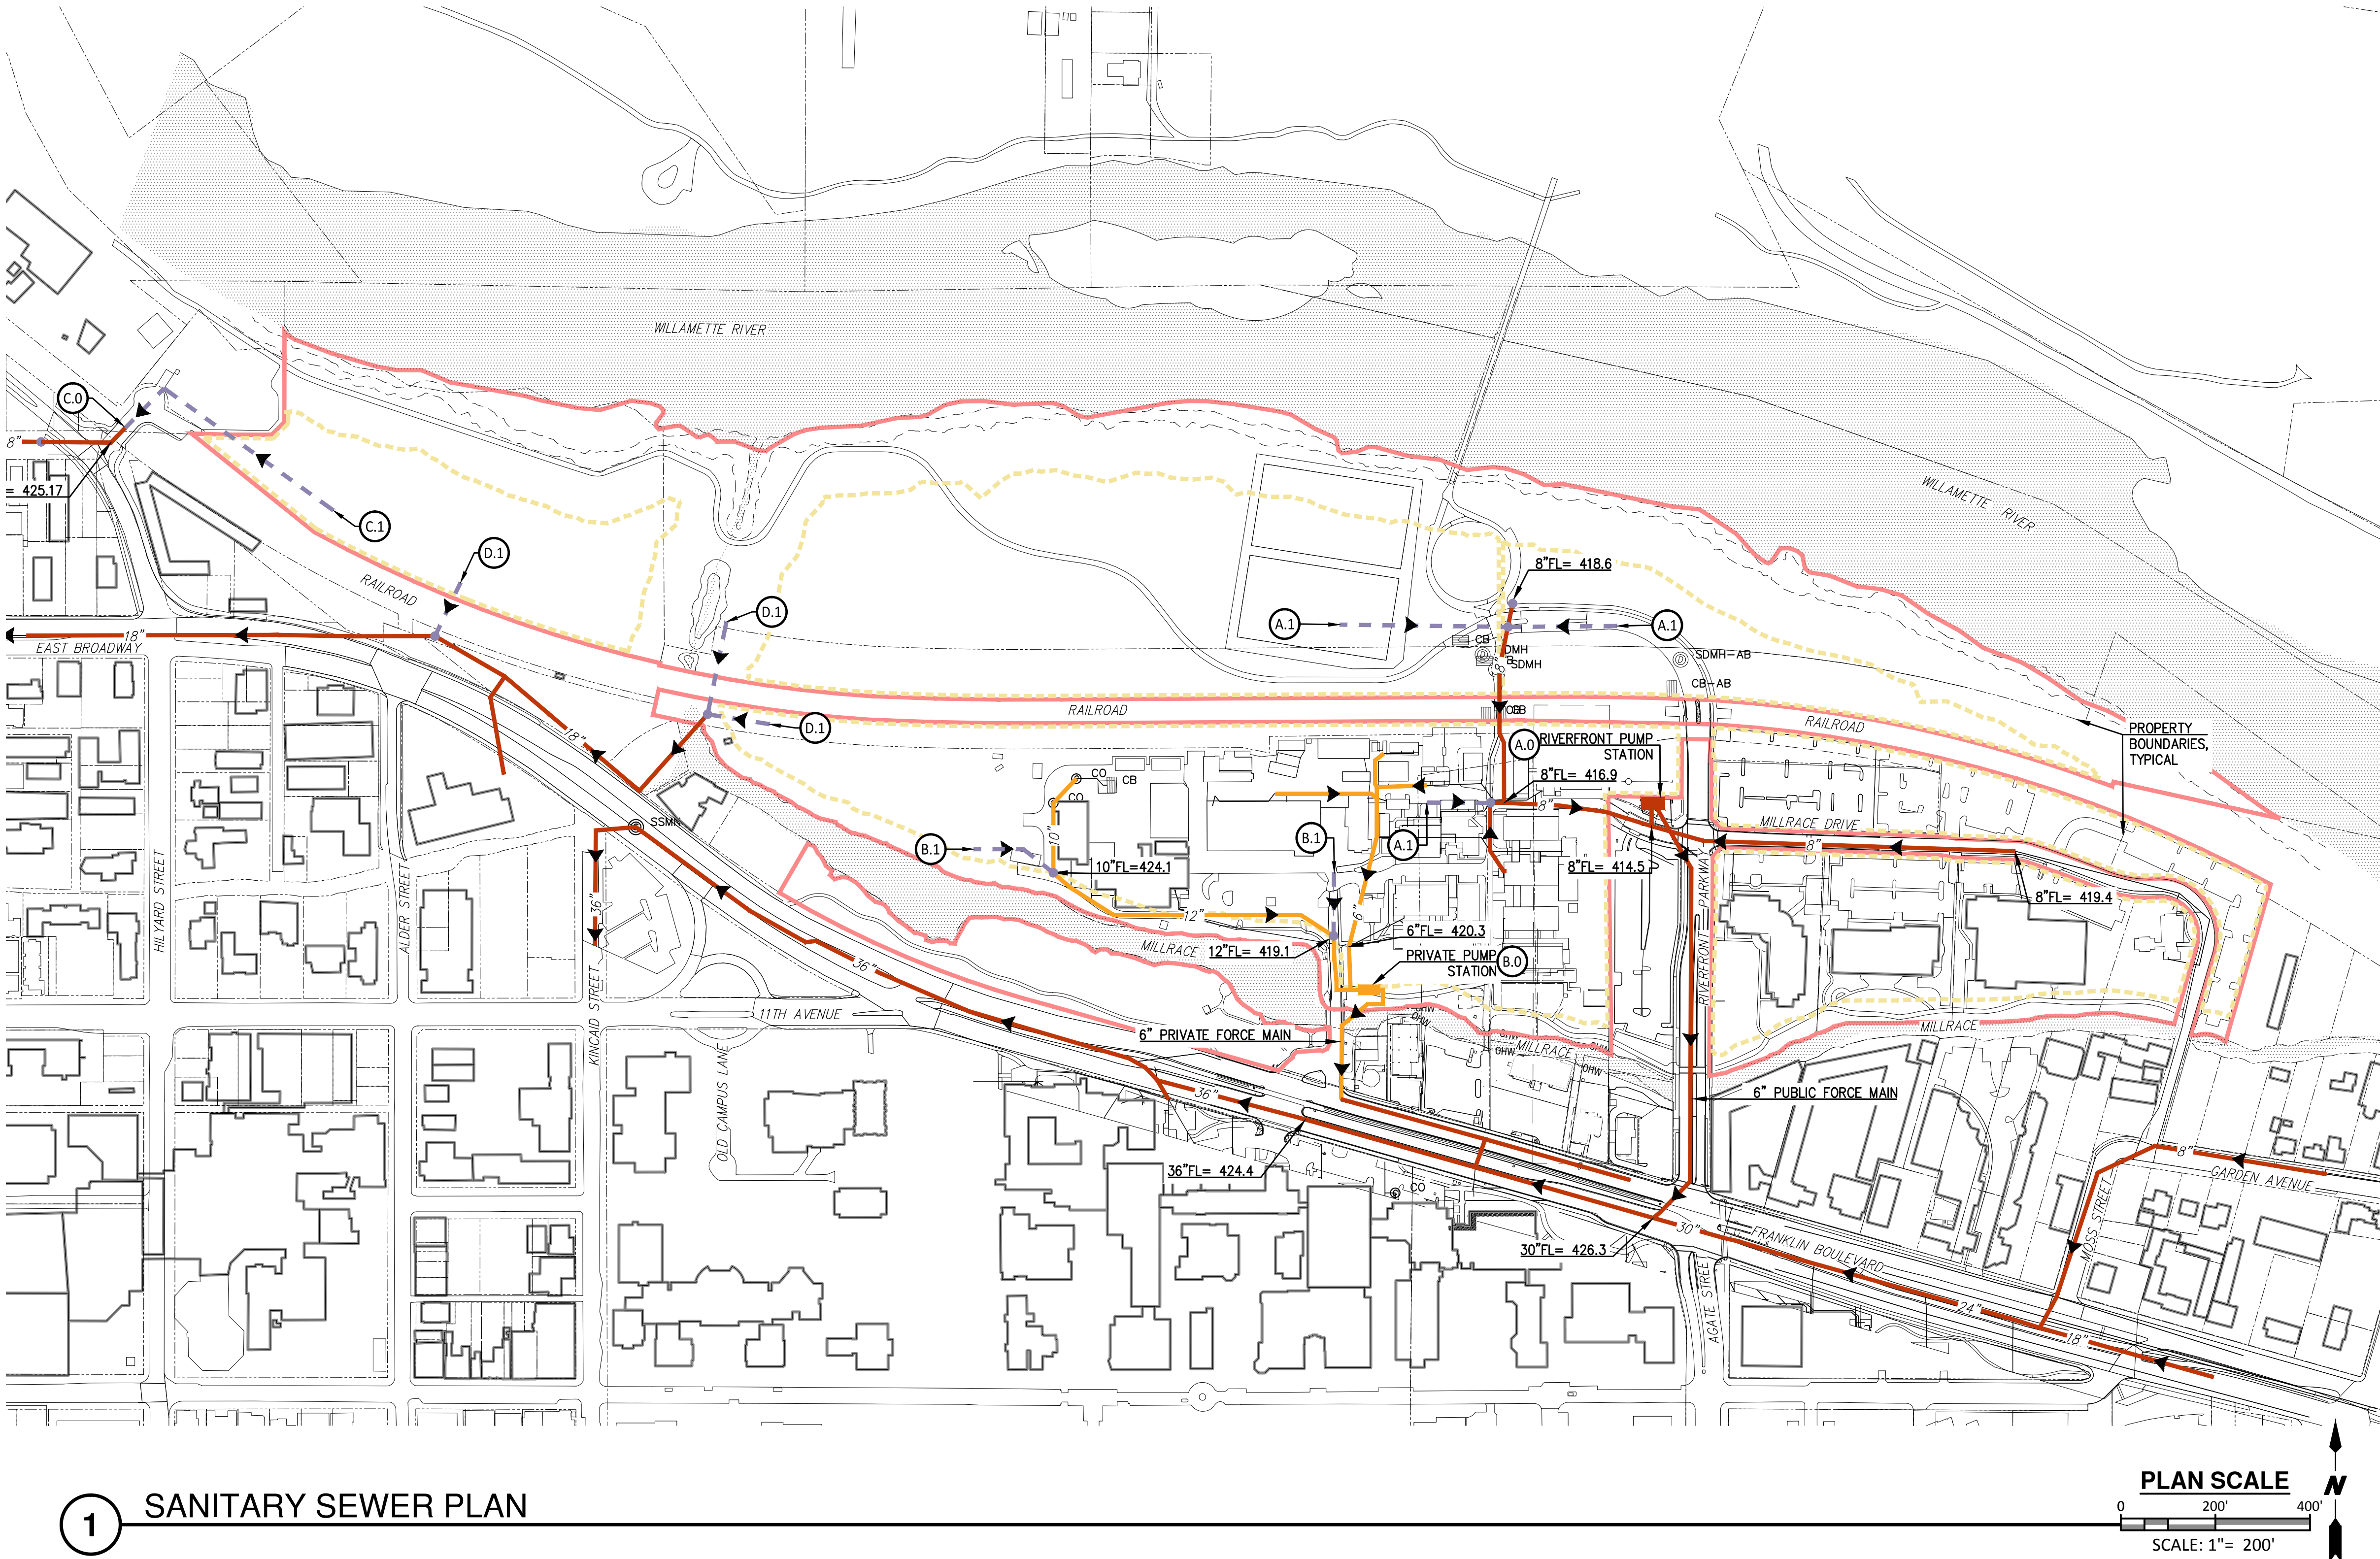 WILLAMETTE RIVER
WILLAMETTE RIVER
C.0
8"
= 425.17
C.1
D.1
RAILROAD
18"
EAST BROADWAY
D.1
D.1
A.1
8"FL= 418.6
A.1
CB
SDMH
SDMH-AB
CB-AB
RAILROAD
RAILROAD
PROPERTY
BOUNDARIES,
TYPICAL
A.0
RIVERFRONT PUMP
STATION
8"FL= 416.9
8"
18"
SSMH
CO
CB
CO
10"
B.1
10"FL=424.1
B.1
A.1
MILLRACE DRIVE
8"
8"FL= 414.5
8"FL= 419.4
12"
6"
6"FL= 420.3
MILLRACE
12"FL= 419.1
PRIVATE PUMP
STATION
B.0
RIVERFRONT PARKWAY
HILYARD STREET
ALDER STREET
36"
KINCAID STREET
36"
11TH AVENUE
OLD CAMPUS LANE
6" PRIVATE FORCE MAIN
OHW
OHW
OHW
MILLRACE
OHW
OHW
OHW
MILLRACE
6" PUBLIC FORCE MAIN
36"
36"FL= 424.4
CO
30"FL= 426.3
30"
FRANKLIN BOULEVARD
AGATE STREET
24"
18"
MOSS STREET
8"
GARDEN AVENUE
1
SANITARY SEWER PLAN
PLAN SCALE
0 200' 400'
SCALE: 1"= 200'
N